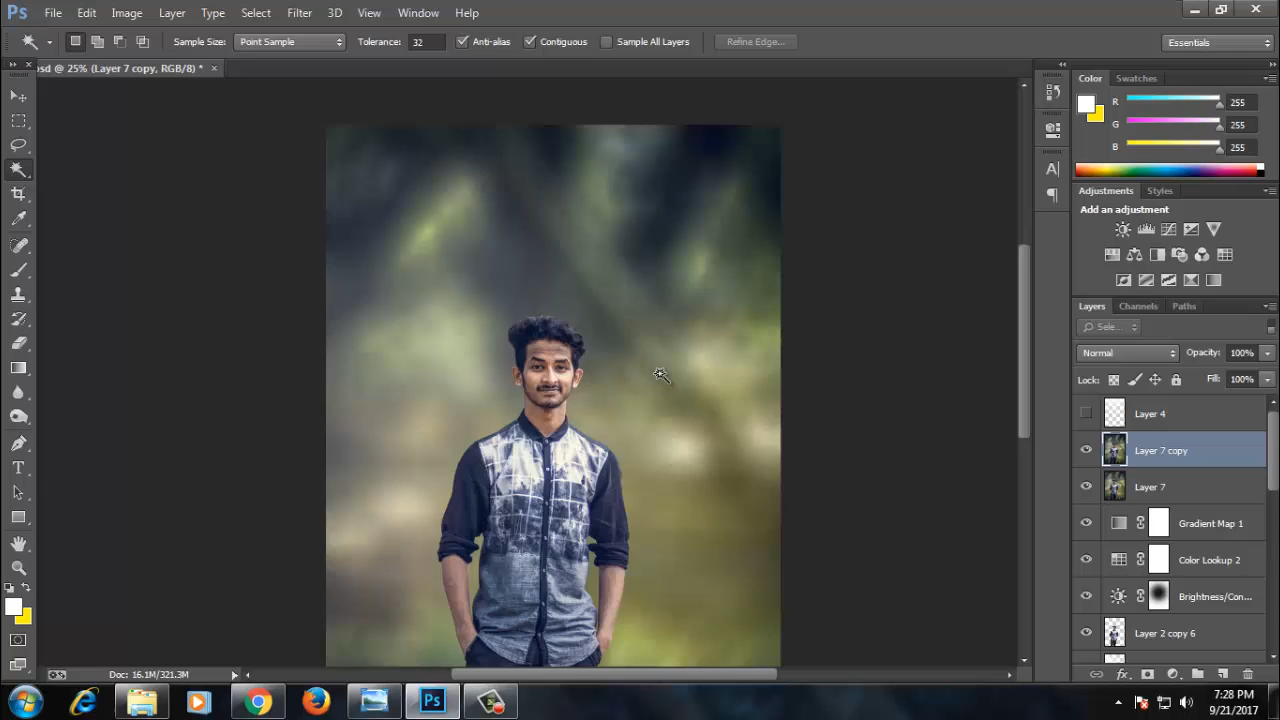 Ps File Edit Image Layer Type Select Filter 3D View Window Help
Sample Size: Point Sample Tolerance: 32 Anti-alias Contiguous Sample All Layers Refine Edge... Essentials
osd @ 25% (Layer 7 copy, RGB/8) * ×
Color Swatches
R 255
G 255
B 255
Adjustments Styles
Add an adjustment
Layers Channels Paths
Sele...
Normal Opacity: 100%
Lock: Fill: 100%
Layer 4
Layer 7 copy
Layer 7
Gradient Map 1
Color Lookup 2
Brightness/Con...
Layer 2 copy 6
Doc: 16.1M/321.3M
Ps
7:28 PM
9/21/2017